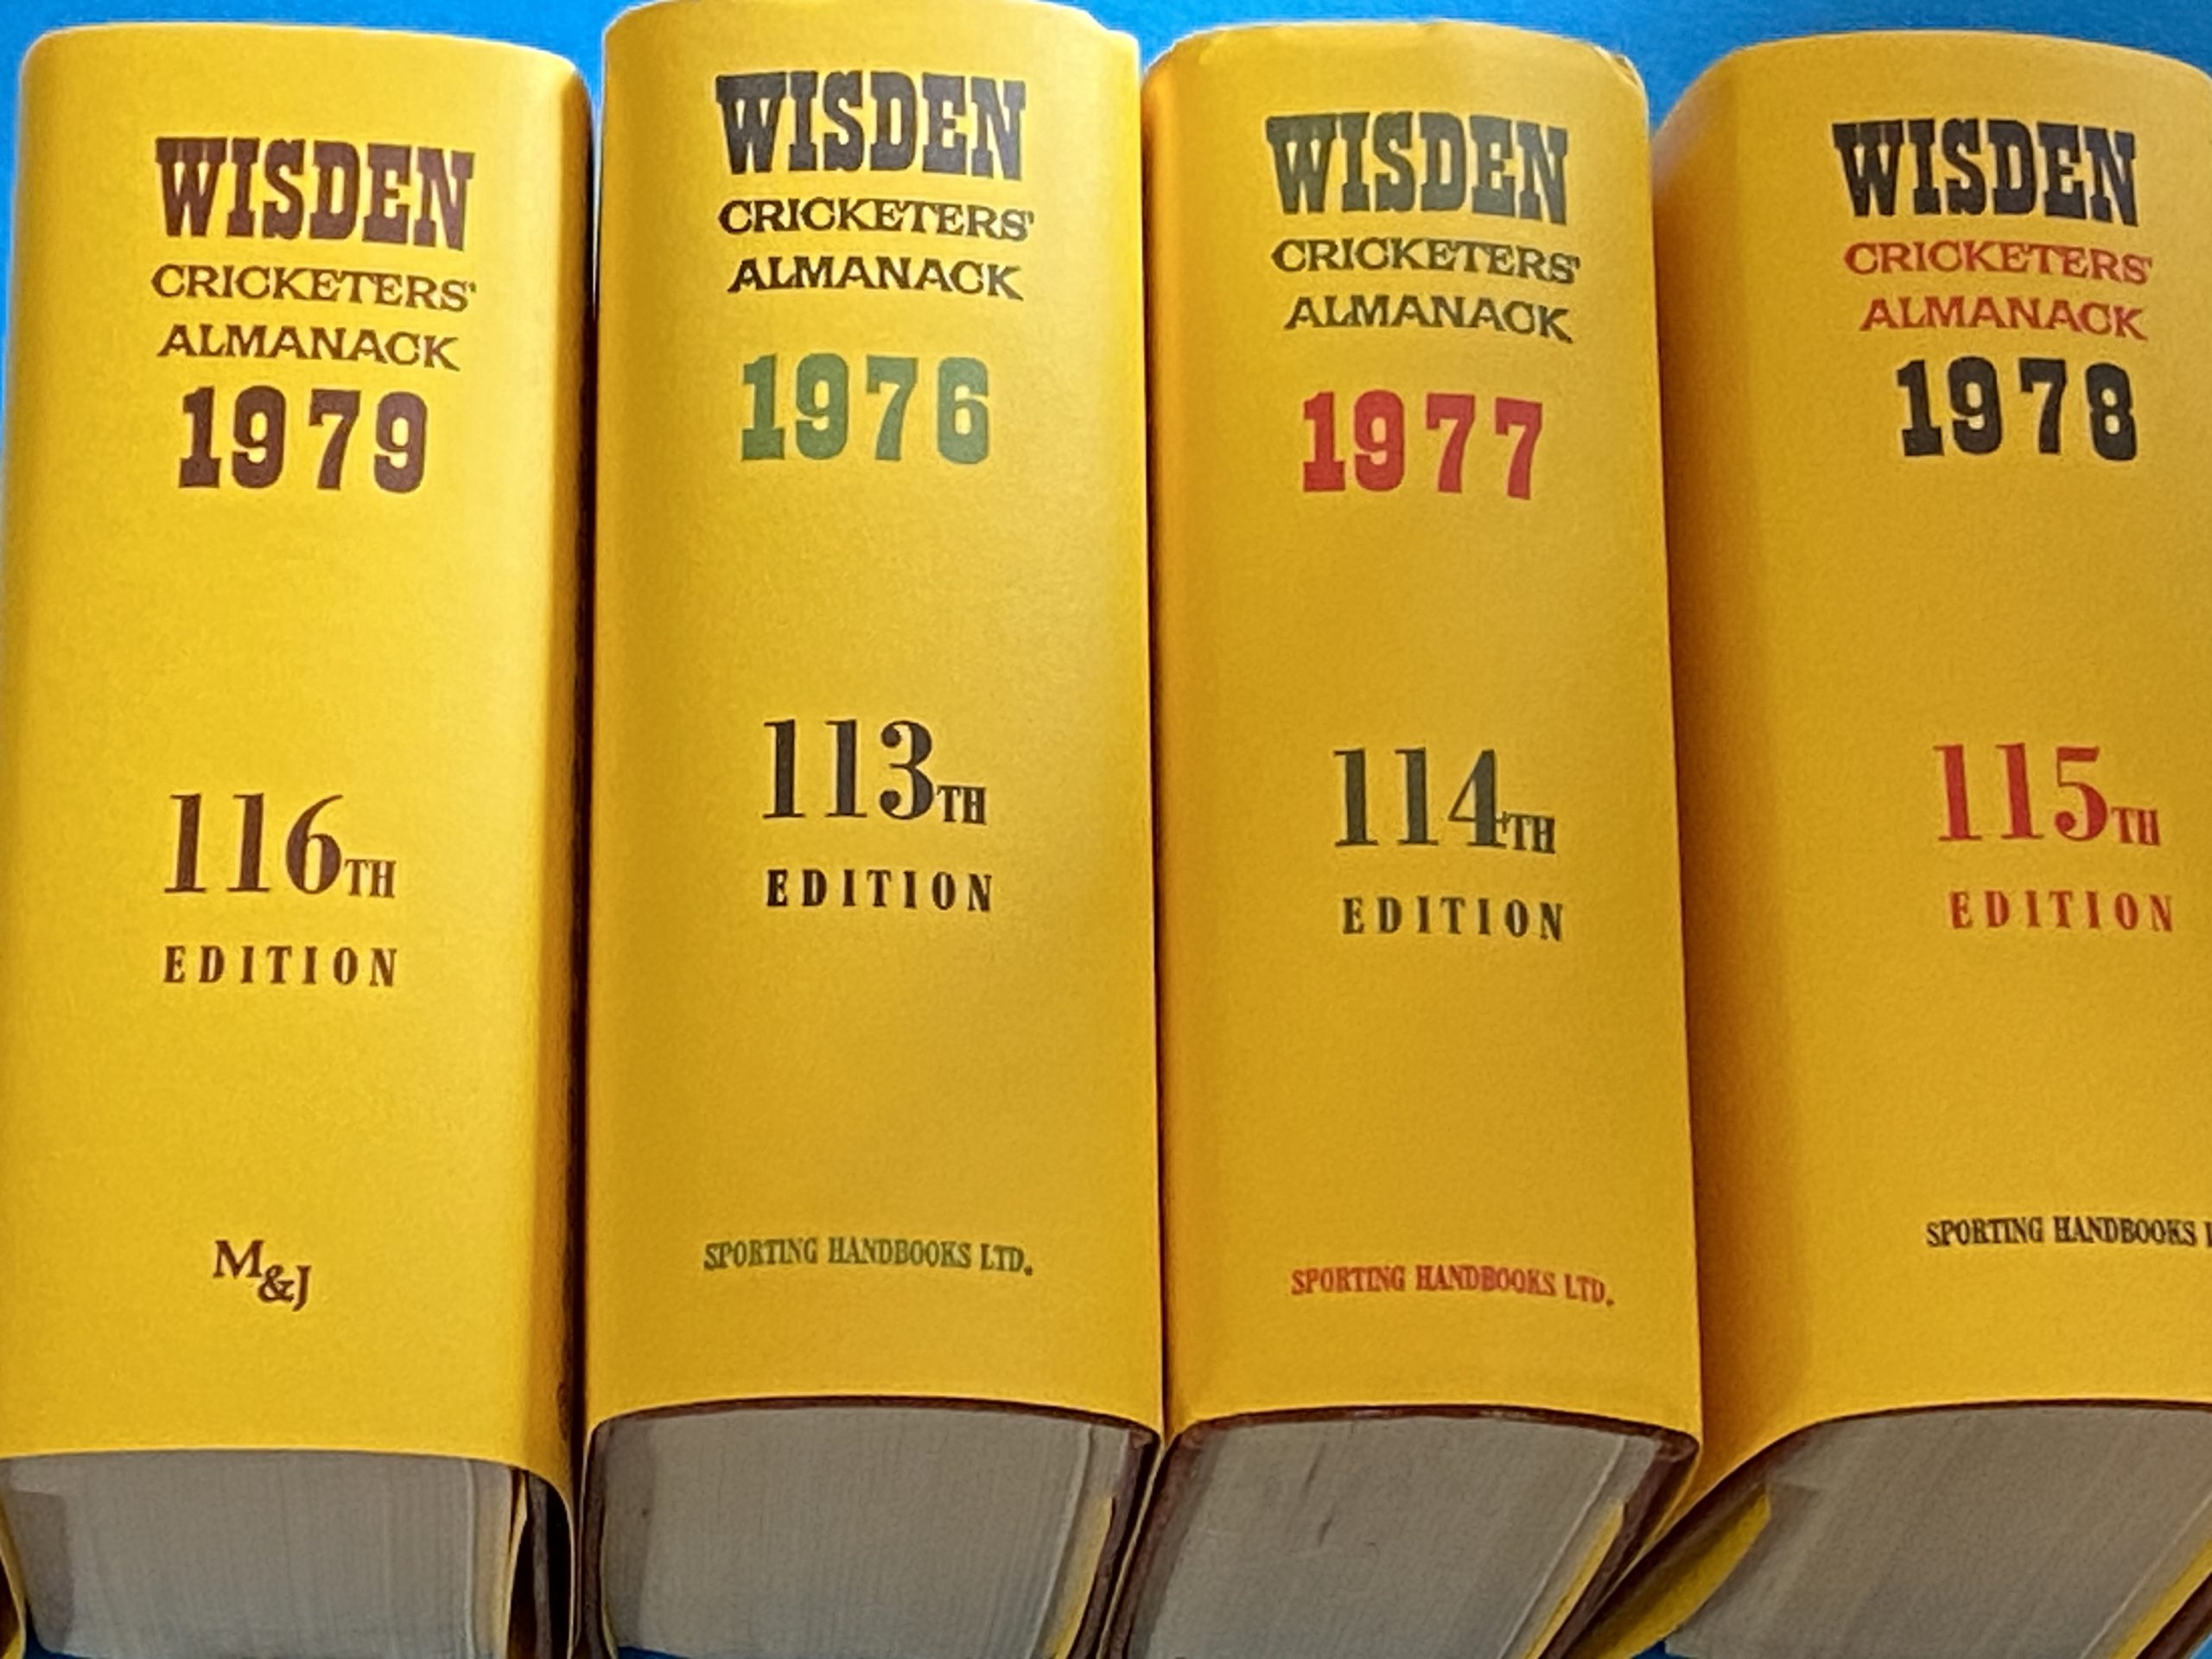 WISDEN
CRICKETERS'
ALMANACK
1979
116TH
EDITION
M&J
WISDEN
CRICKETERS'
ALMANACK
1976
113TH
EDITION
SPORTING HANDBOOKS LTD.
WISDEN
CRICKETERS'
ALMANACK
1977
114TH
EDITION
SPORTING HANDBOOKS LTD.
WISDEN
CRICKETERS'
ALMANACK
1978
115TH
EDITION
SPORTING HANDBOOKS